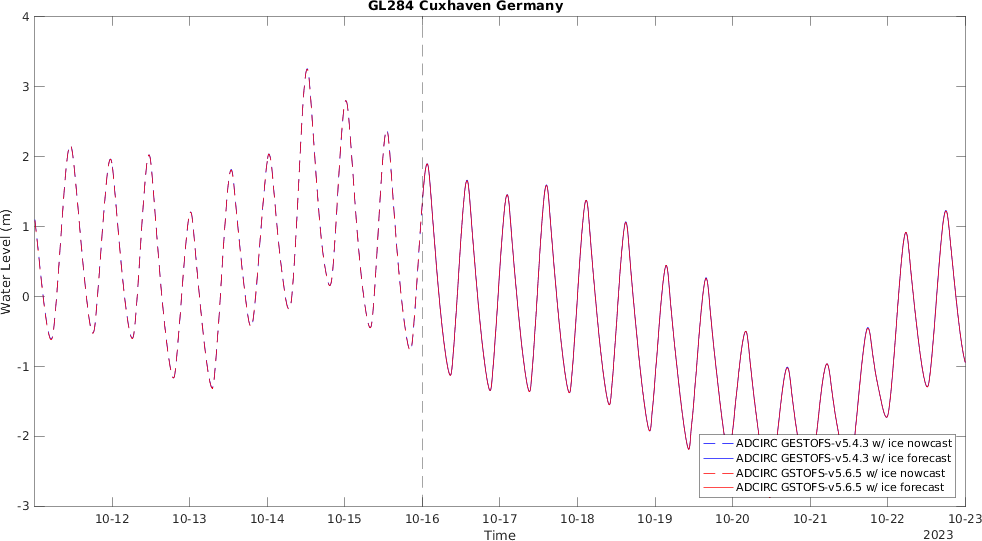 GL284 Cuxhaven Germany
Water Level (m)
4
3
2
1
0
-1
-2
-3
ADCIRC GESTOFS-v5.4.3 w/ ice nowcast
ADCIRC GESTOFS-v5.4.3 w/ ice forecast
ADCIRC GSTOFS-v5.6.5 w/ ice nowcast
ADCIRC GSTOFS-v5.6.5 w/ ice forecast
10-12 10-13 10-14 10-15 10-16 10-17 10-18 10-19 10-20 10-21 10-22 10-23
Time
2023